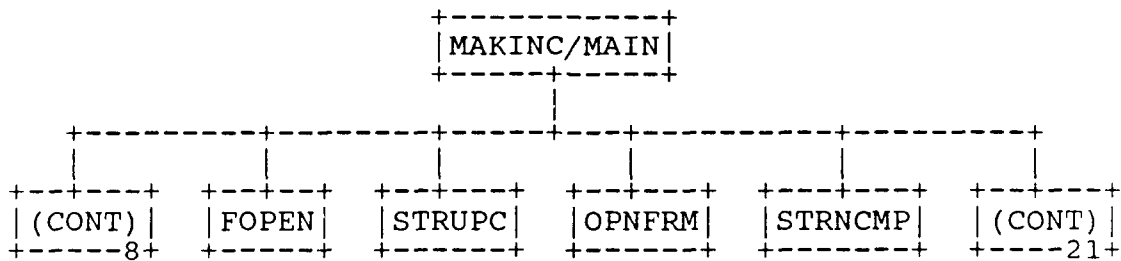 MAKINC/MAIN
(CONT) FOPEN STRUPC OPNFRM STRNCMP (CONT)
8 21